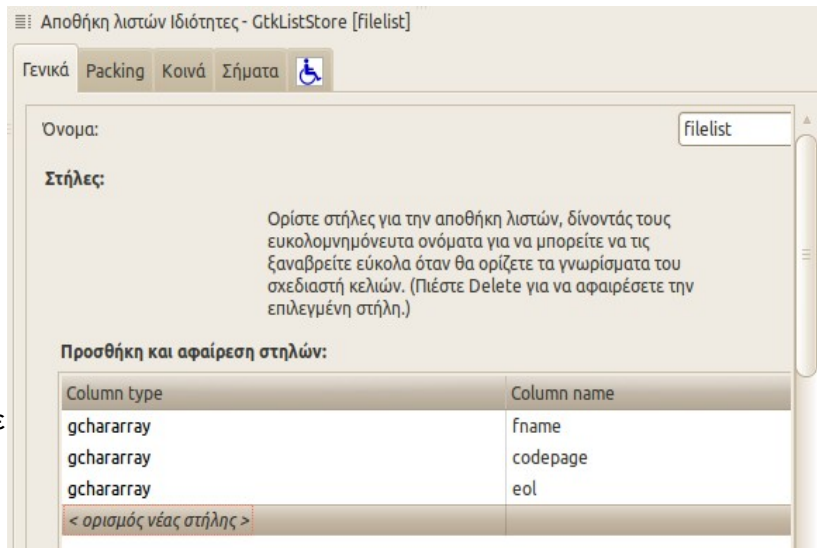 Αποθήκη λιστών Ιδιότητες - GtkListStore [filelist]
Γενικά Packing Κοινά Σήματα
Όνομα: filelist
Στήλες:
Ορίστε στήλες για την αποθήκη λιστών, δίνοντάς τους
ευκολομνημόνευτα ονόματα για να μπορείτε να τις
ξαναβρείτε εύκολα όταν θα ορίζετε τα γνωρίσματα του
σχεδιαστή κελιών. (Πιέστε Delete για να αφαιρέσετε την
επιλεγμένη στήλη.)
Προσθήκη και αφαίρεση στηλών:
Column type Column name
gchararray fname
gchararray codepage
gchararray eol
< ορισμός νέας στήλης >